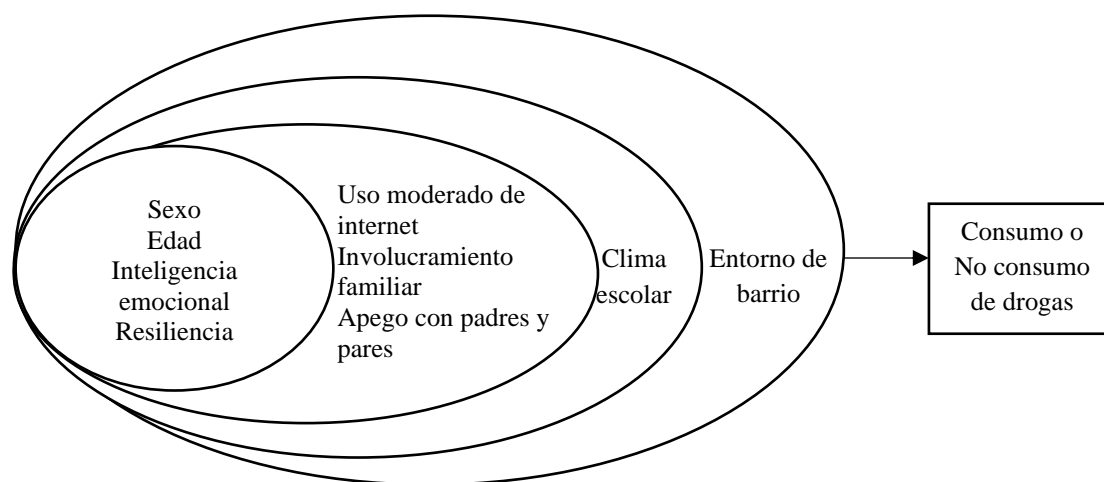 Sexo
Edad
Inteligencia
emocional
Resiliencia
Uso moderado de
internet
Involucramiento
familiar
Apego con padres y
pares
Clima
escolar
Entorno de
barrio
Consumo o
No consumo
de drogas